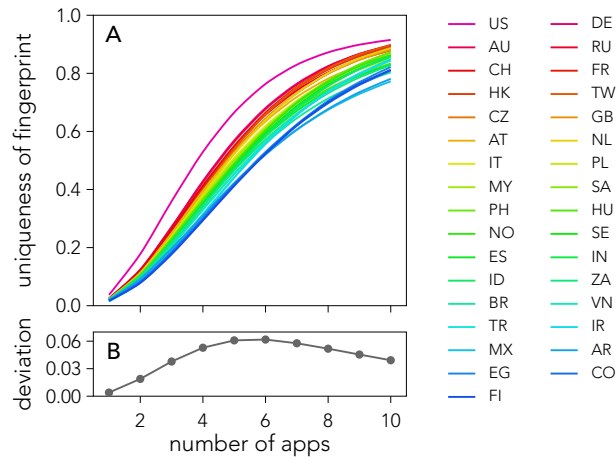 A
uniqueness of fingerprint
1.0
0.8
0.6
0.4
0.2
0.0
B
deviation
0.06
0.03
0.00
2 4 6 8 10
number of apps
US DE
AU RU
CH FR
HK TW
CZ GB
AT NL
IT PL
MY SA
PH HU
NO SE
ES IN
ID ZA
BR VN
TR IR
MX AR
EG CO
FI